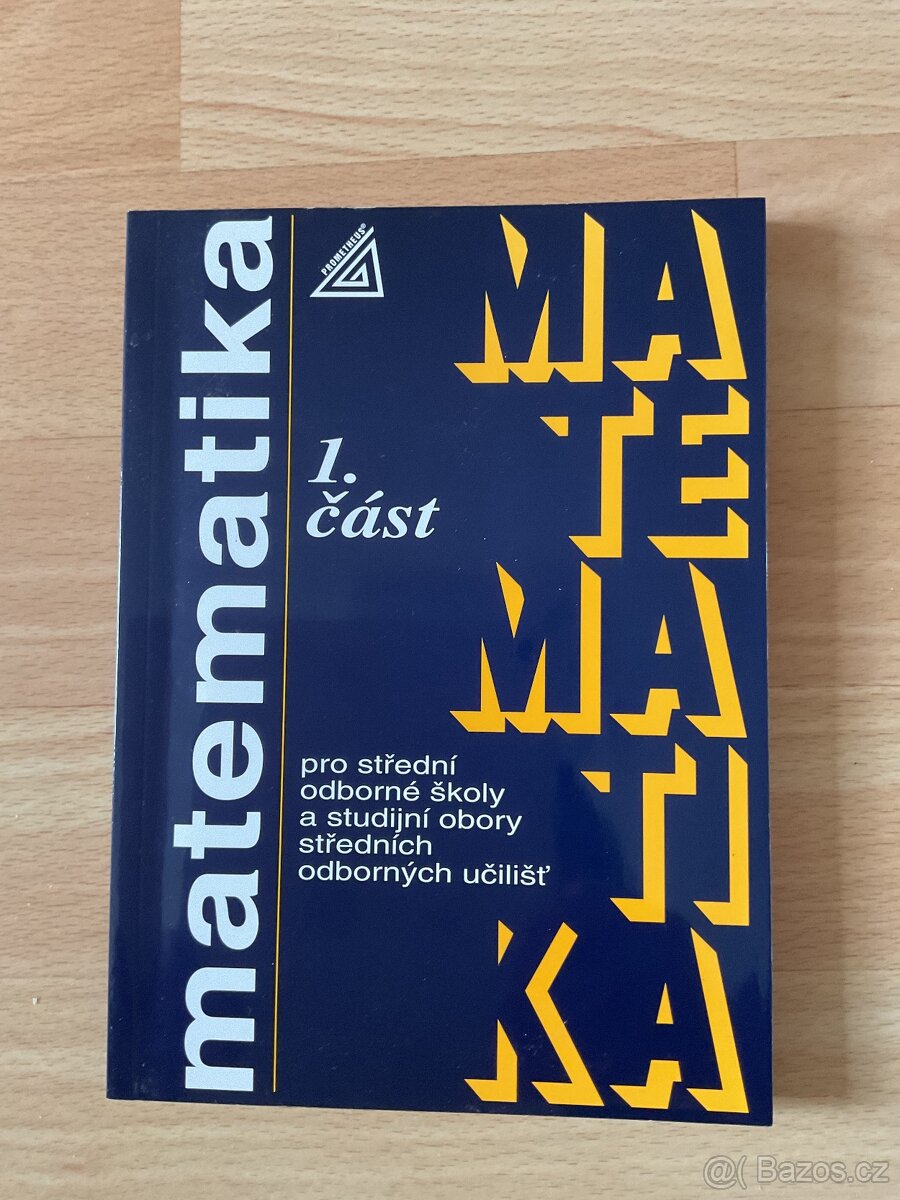 matematika
PROMETHEUS®
1.
část
pro střední
odborné školy
a studijní obory
středních
odborných učilišť
MA
TE
MA
TI
KA
@( Bazos.cz